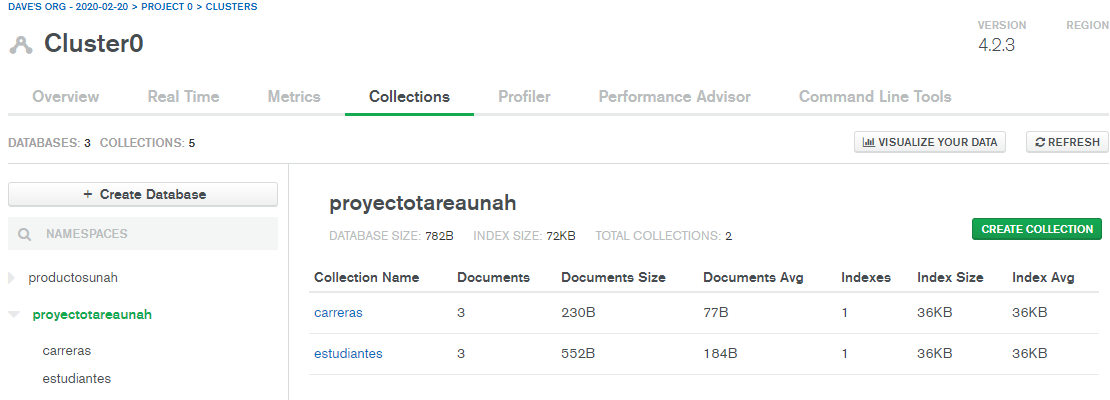 DAVE'S ORG - 2020-02-20 > PROJECT 0 > CLUSTERS
Cluster0
VERSION REGION
4.2.3
Overview Real Time Metrics Collections Profiler Performance Advisor Command Line Tools
DATABASES: 3 COLLECTIONS: 5 VISUALIZE YOUR DATA REFRESH
+ Create Database
NAMESPACES
productosunah
proyectotareaunah
carreras
estudiantes
proyectotareaunah
DATABASE SIZE: 782B INDEX SIZE: 72KB TOTAL COLLECTIONS: 2
CREATE COLLECTION
Collection Name Documents Documents Size Documents Avg Indexes Index Size Index Avg
carreras 3 230B 77B 1 36KB 36KB
estudiantes 3 552B 184B 1 36KB 36KB